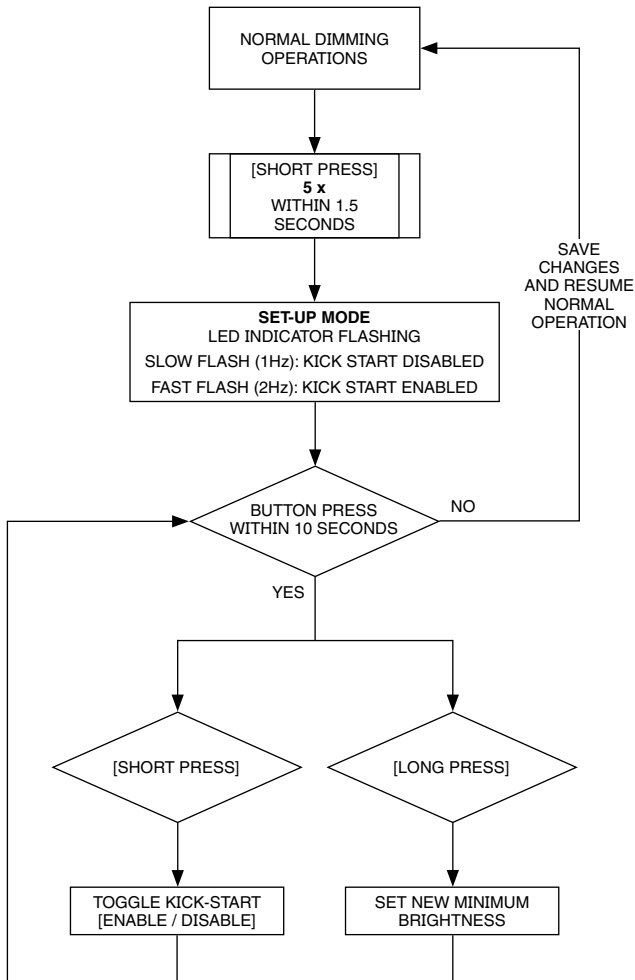 NORMAL DIMMING
OPERATIONS
[SHORT PRESS]
5 x
WITHIN 1.5
SECONDS
SET-UP MODE
LED INDICATOR FLASHING
SLOW FLASH (1Hz): KICK START DISABLED
FAST FLASH (2Hz): KICK START ENABLED
SAVE
CHANGES
AND RESUME
NORMAL
OPERATION
BUTTON PRESS
WITHIN 10 SECONDS
NO
YES
[SHORT PRESS]
[LONG PRESS]
TOGGLE KICK-START
[ENABLE / DISABLE]
SET NEW MINIMUM
BRIGHTNESS